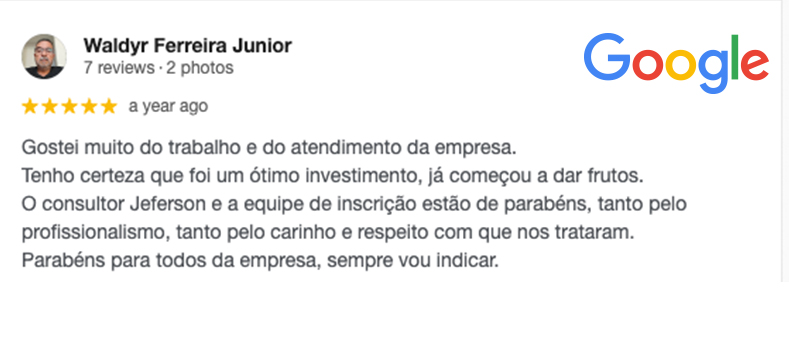 Waldyr Ferreira Junior
Google
7 reviews · 2 photos
a year ago
Gostei muito do trabalho e do atendimento da empresa.
Tenho certeza que foi um ótimo investimento, já começou a dar frutos.
O consultor Jeferson e a equipe de inscrição estão de parabéns, tanto pelo
profissionalismo, tanto pelo carinho e respeito com que nos trataram.
Parabéns para todos da empresa, sempre vou indicar.